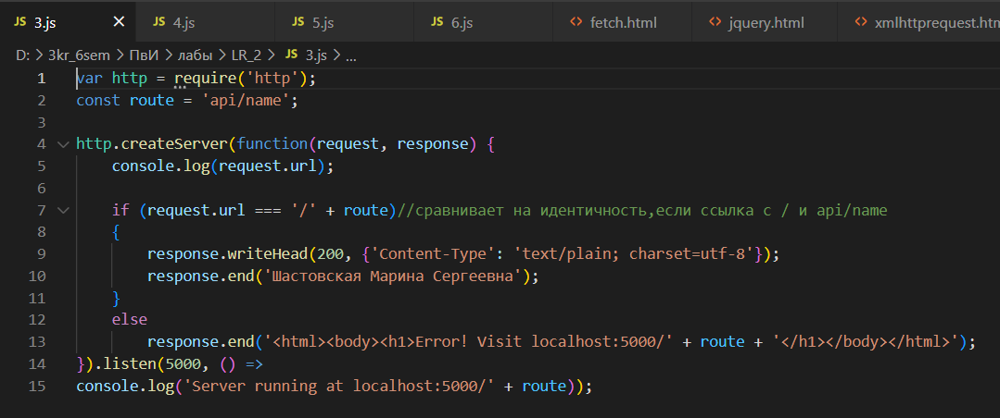 JS 3.js × JS 4.js JS 5.js JS 6.js <> fetch.html <> jquery.html <> xmlhttprequest.htm
D: > 3kr_6sem > ПвИ > лабы > LR_2 > JS 3.js > ...
1 var http = require('http');
2 const route = 'api/name';
3
4 http.createServer(function(request, response) {
5 console.log(request.url);
6
7 if (request.url === '/' + route)//сравнивает на идентичность,если ссылка с / и api/name
8 {
9 response.writeHead(200, {'Content-Type': 'text/plain; charset=utf-8'});
10 response.end('Шастовская Марина Сергеевна');
11 }
12 else
13 response.end('<html><body><h1>Error! Visit localhost:5000/' + route + '</h1></body></html>');
14 }).listen(5000, () =>
15 console.log('Server running at localhost:5000/' + route));